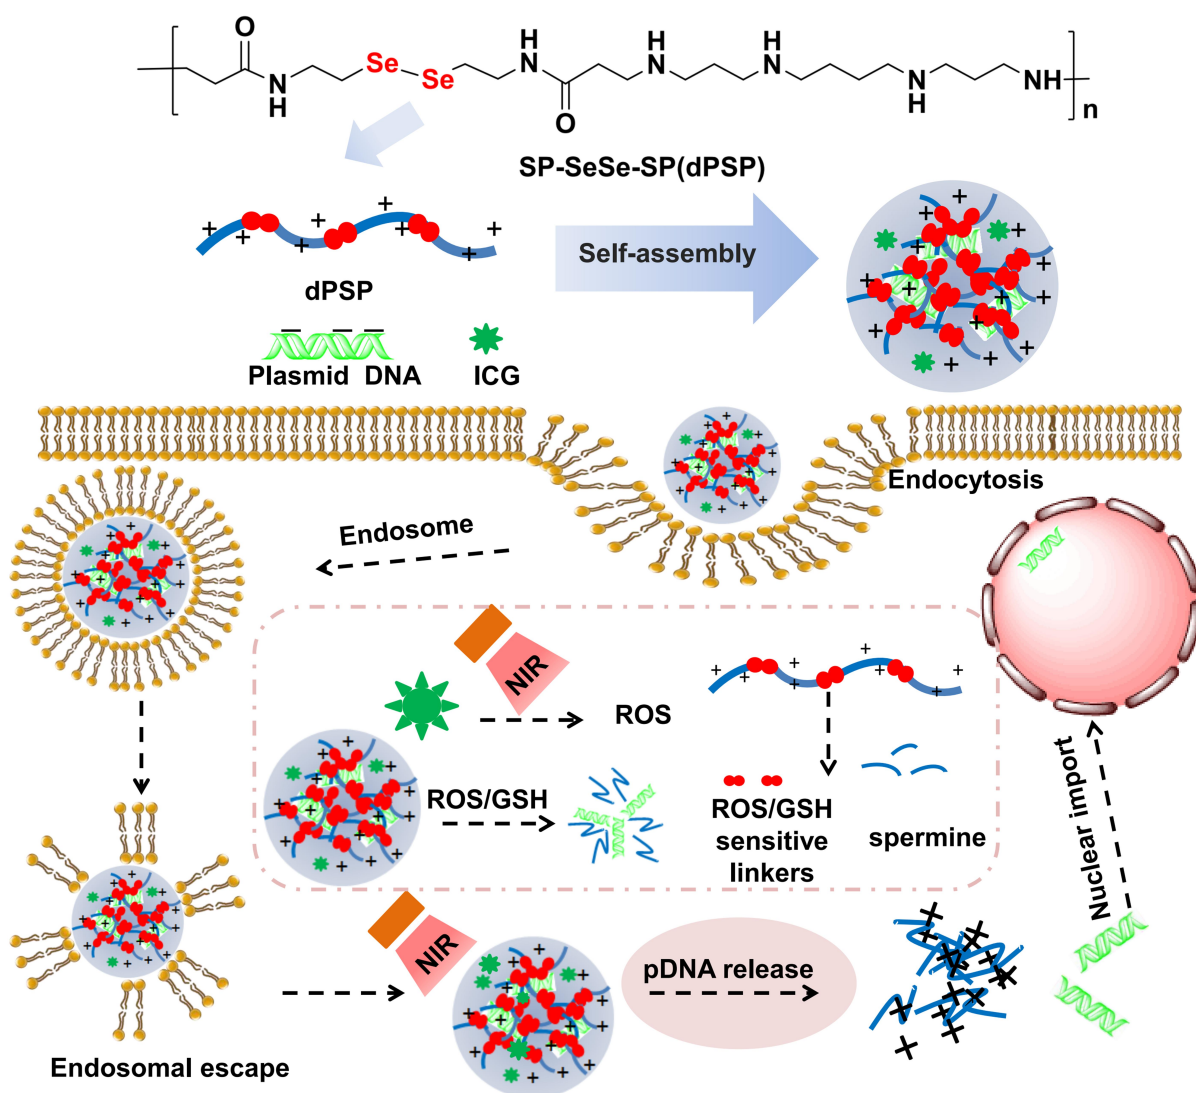 O
H
N
Se
Se
N
H
O
H
N
H
N
N
H
NH
n
SP-SeSe-SP(dPSP)
Self-assembly
dPSP
Plasmid DNA
ICG
Endocytosis
Endosome
NIR
ROS
ROS/GSH
ROS/GSH
sensitive
linkers
spermine
Nuclear import
NIR
pDNA release
Endosomal escape